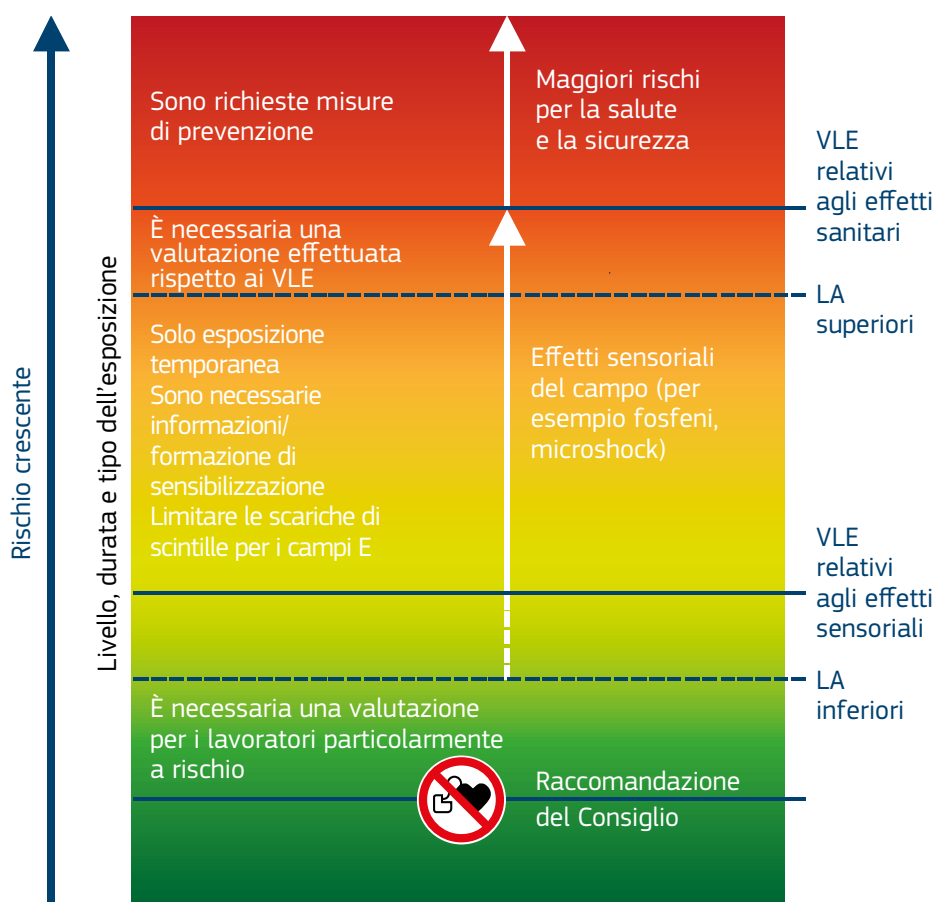 Rischio crescente
Livello, durata e tipo dell'esposizione
Sono richieste misure
di prevenzione
Maggiori rischi
per la salute
e la sicurezza
VLE
relativi
agli effetti
sanitari
È necessaria una
valutazione effettuata
rispetto ai VLE
LA
superiori
Solo esposizione
temporanea
Sono necessarie
informazioni/
formazione di
sensibilizzazione
Limitare le scariche di
scintille per i campi E
Effetti sensoriali
del campo (per
esempio fosfeni,
microshock)
VLE
relativi
agli effetti
sensoriali
LA
inferiori
È necessaria una valutazione
per i lavoratori particolarmente
a rischio
Raccomandazione
del Consiglio